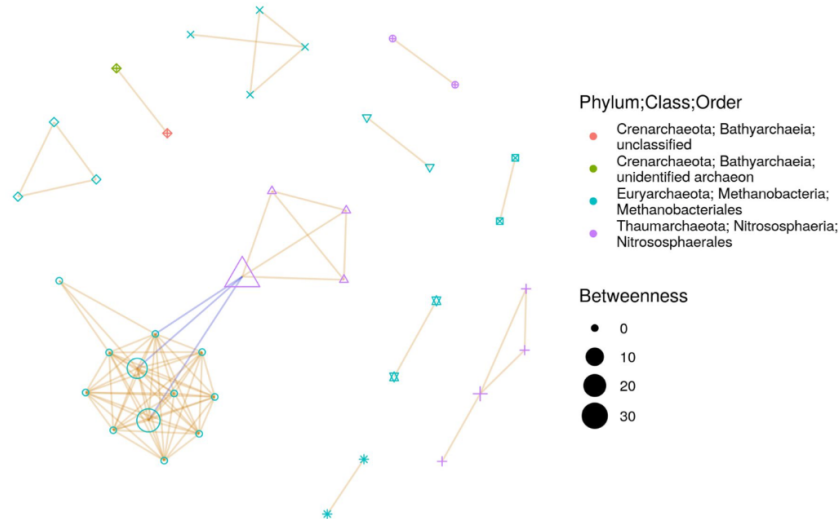 Phylum;Class;Order
Crenarchaeota; Bathyarchaeia;
unclassified
Crenarchaeota; Bathyarchaeia;
unidentified archaeon
Euryarchaeota; Methanobacteria;
Methanobacteriales
Thaumarchaeota; Nitrososphaeria;
Nitrososphaerales
Betweenness
0
10
20
30